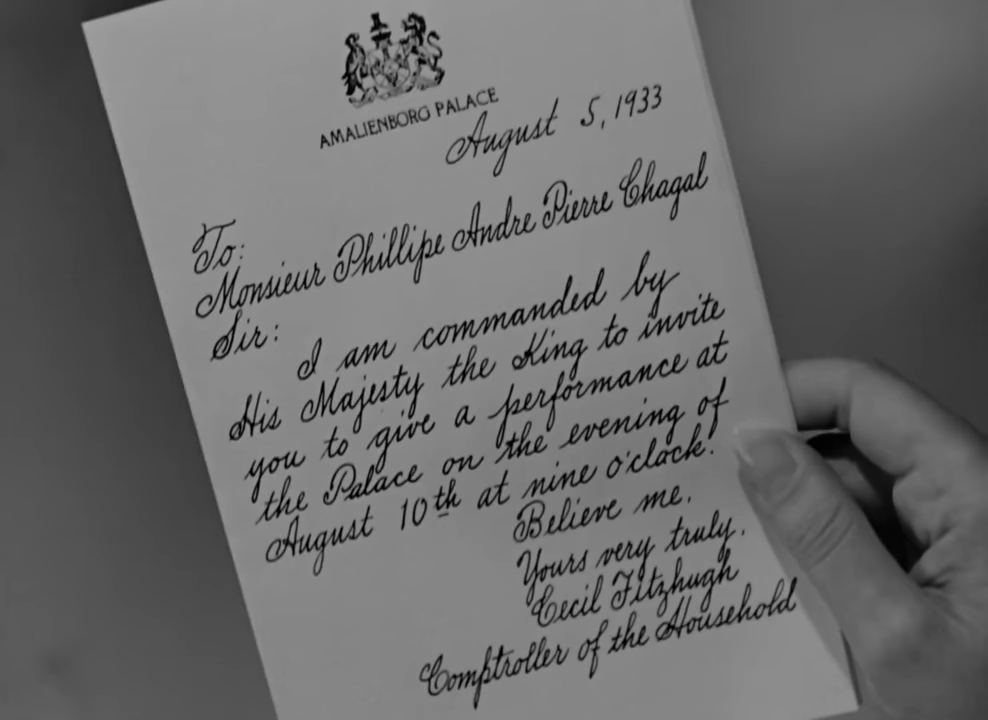 AMALIENBORG PALACE
August 5, 1933
To:
Monsieur Phillipe Andre Pierre Chagal
Sir:
I am commanded by
His Majesty the King to invite
you to give a performance at
the Palace on the evening of
August 10th at nine o'clock.
Believe me.
Yours very truly.
Cecil Fitzhugh
Comptroller of the Household